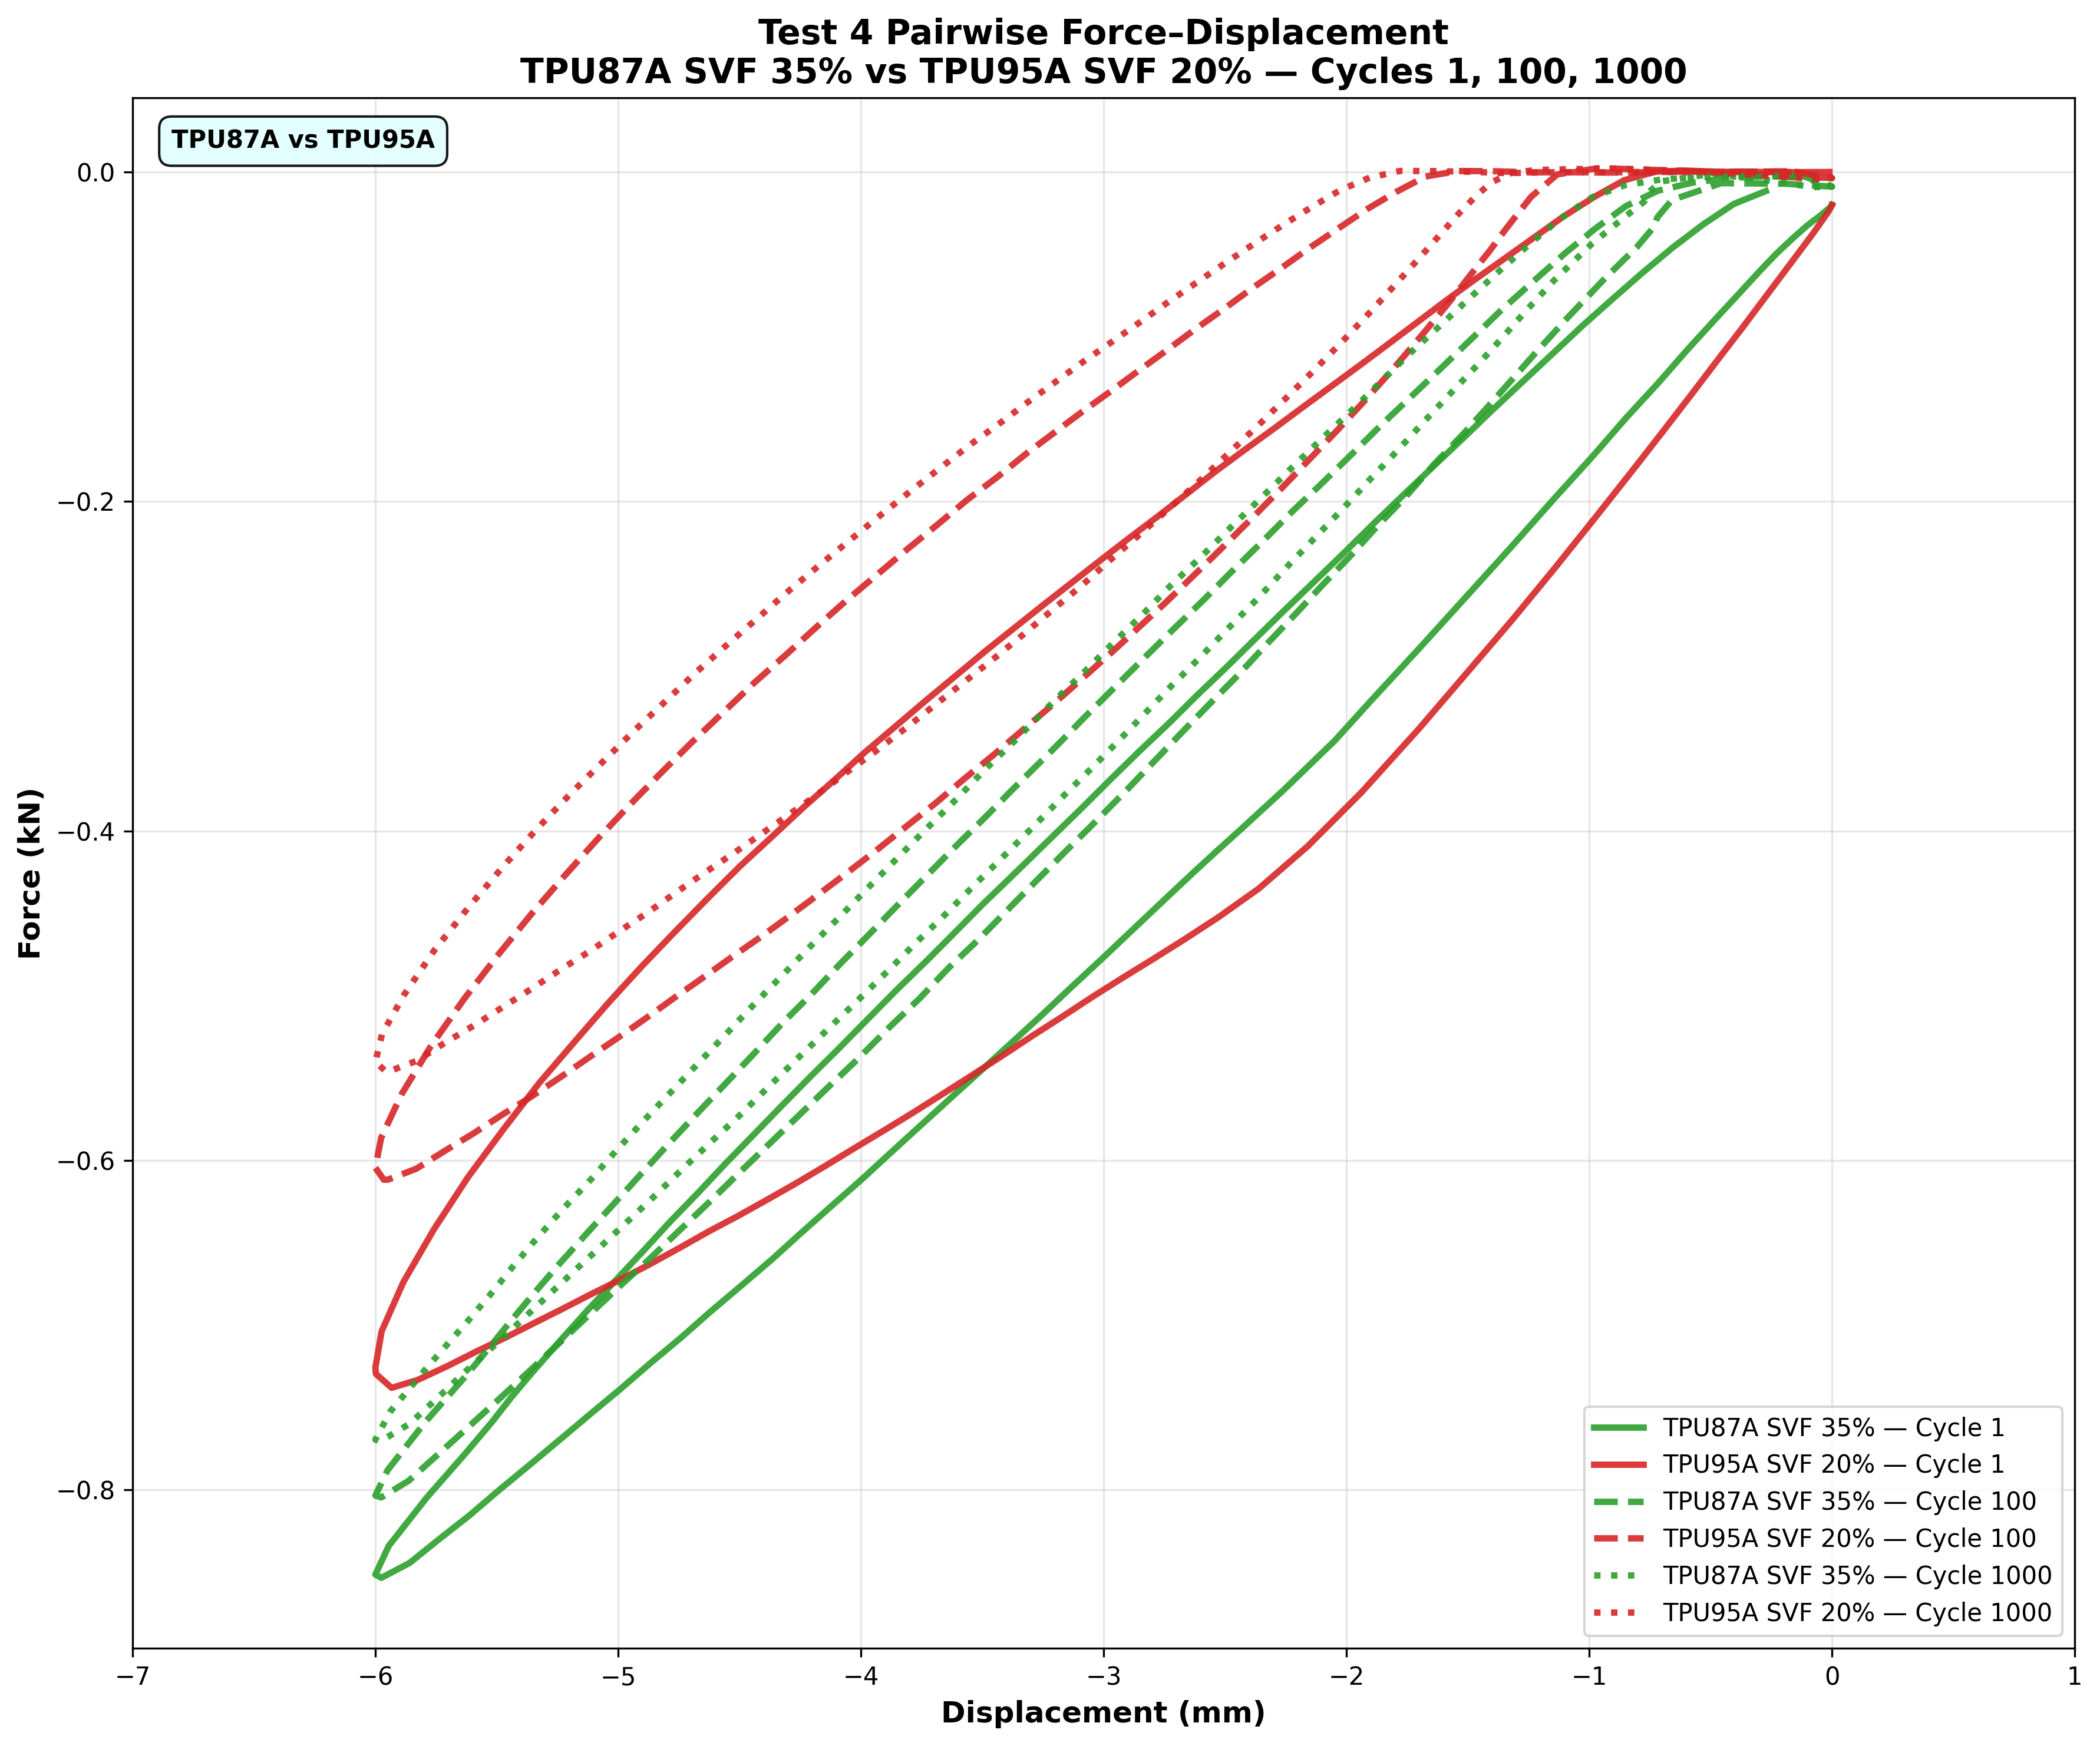 Test 4 Pairwise Force–Displacement
TPU87A SVF 35% vs TPU95A SVF 20% — Cycles 1, 100, 1000
TPU87A vs TPU95A
0.0
−0.2
−0.4
−0.6
−0.8
Force (kN)
−7
−6
−5
−4
−3
−2
−1
0
1
Displacement (mm)
TPU87A SVF 35% — Cycle 1
TPU95A SVF 20% — Cycle 1
TPU87A SVF 35% — Cycle 100
TPU95A SVF 20% — Cycle 100
TPU87A SVF 35% — Cycle 1000
TPU95A SVF 20% — Cycle 1000